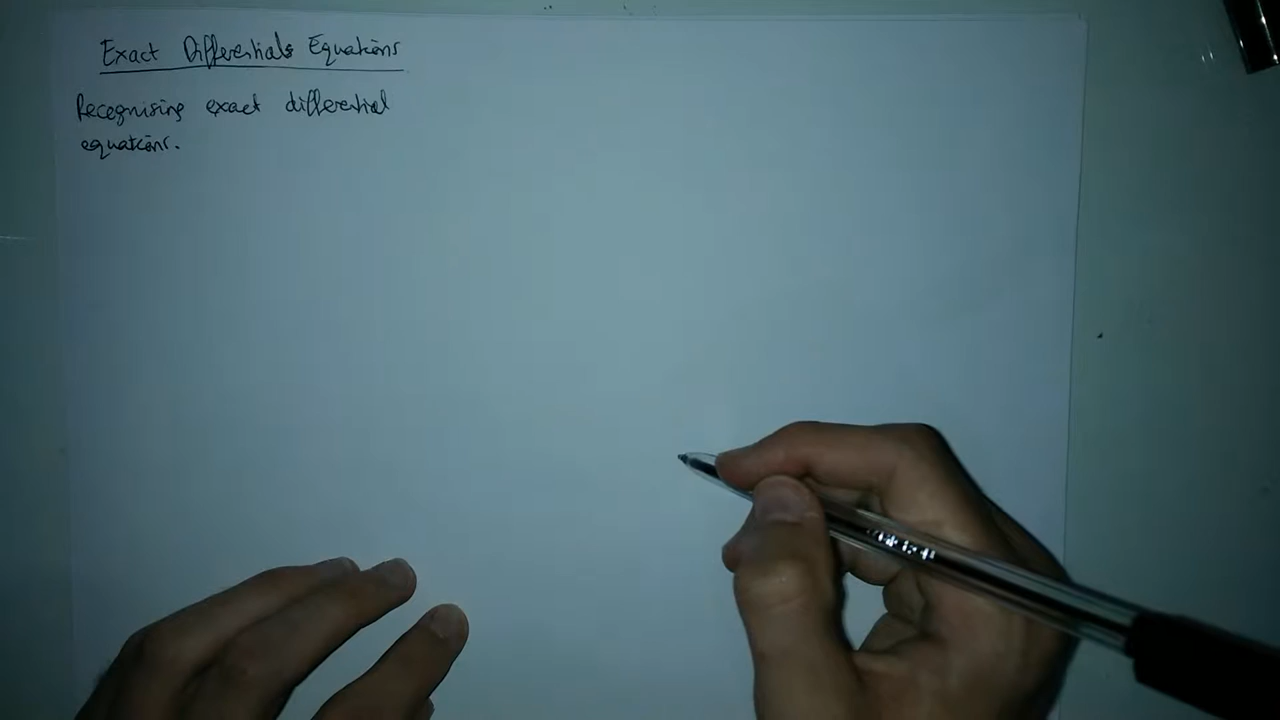 Exact Differentials Equations
Recognising exact differential
equations.